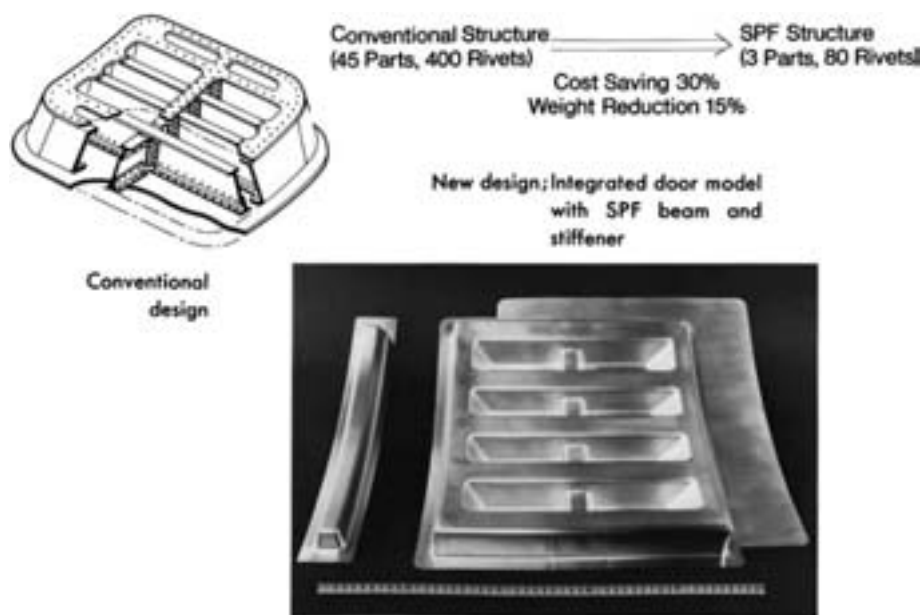 Conventional Structure
(45 Parts, 400 Rivets)
SPF Structure
(3 Parts, 80 Rivets)
Cost Saving 30%
Weight Reduction 15%
New design; Integrated door model
with SPF beam and
stiffener
Conventional
design